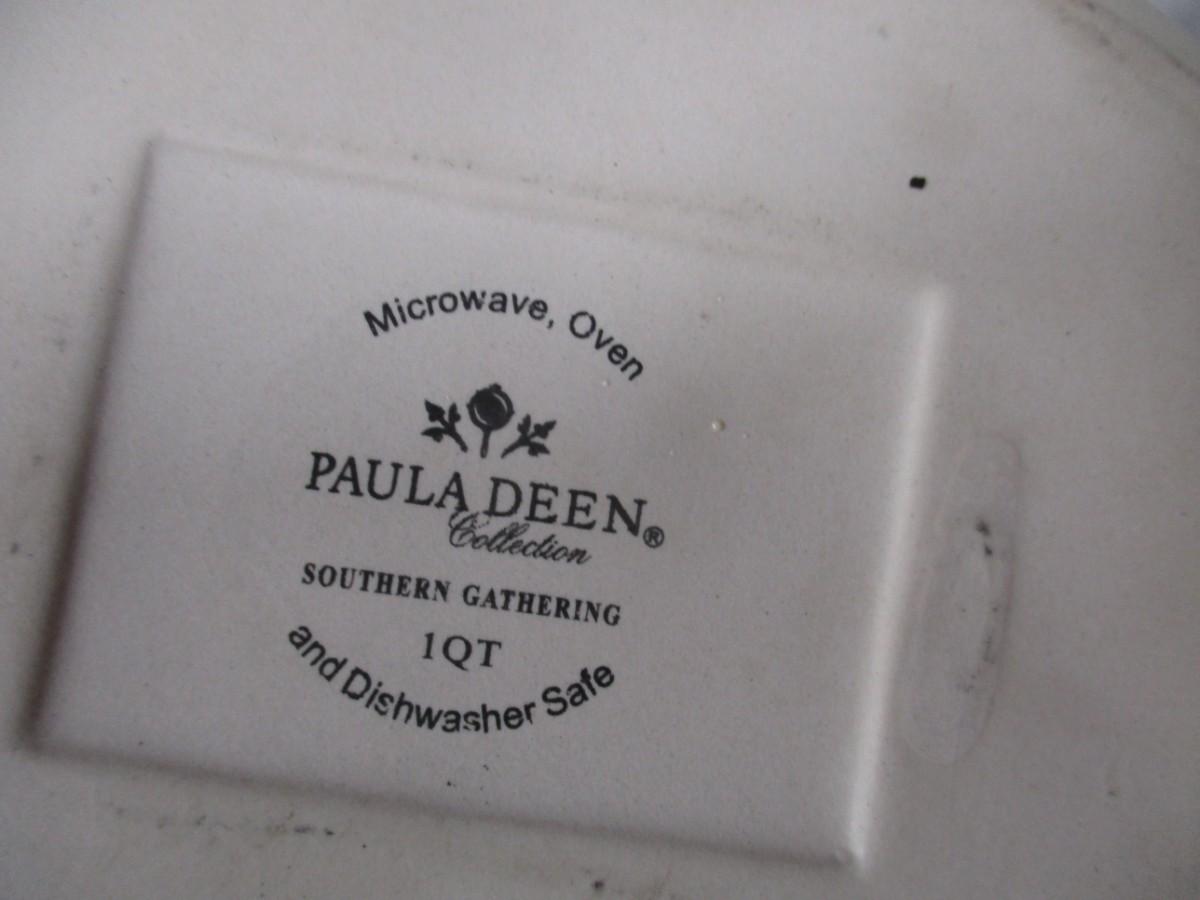 Microwave, Oven
PAULA DEEN®
Collection
SOUTHERN GATHERING
1QT
and Dishwasher Safe